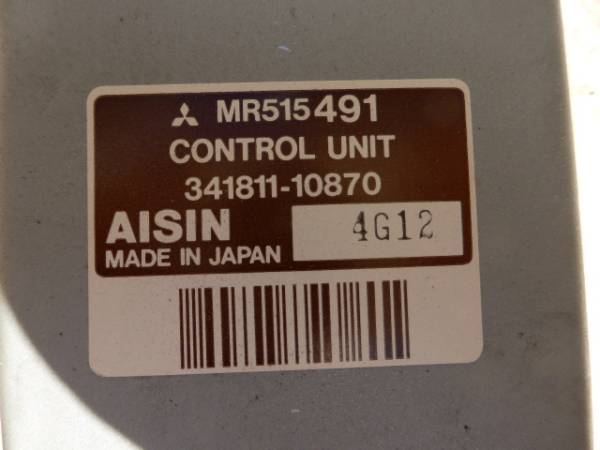 MR515491
CONTROL UNIT
341811-10870
AISIN 4G12
MADE IN JAPAN